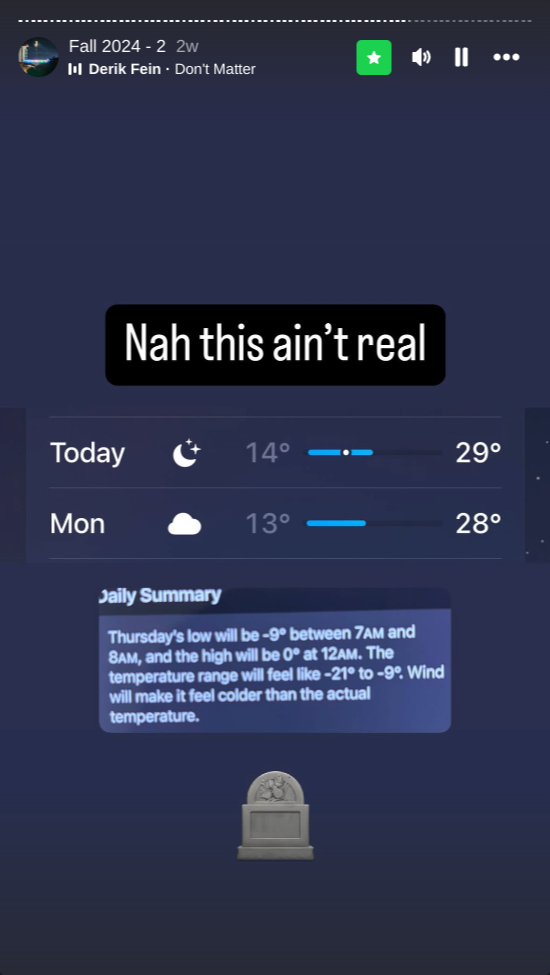 Fall 2024 - 2 2w
Derik Fein · Don't Matter
Nah this ain't real
Today 14° 29°
Mon 13° 28°
Daily Summary
Thursday's low will be -9° between 7AM and
8AM, and the high will be 0° at 12AM. The
temperature range will feel like -21° to -9°. Wind
will make it feel colder than the actual
temperature.